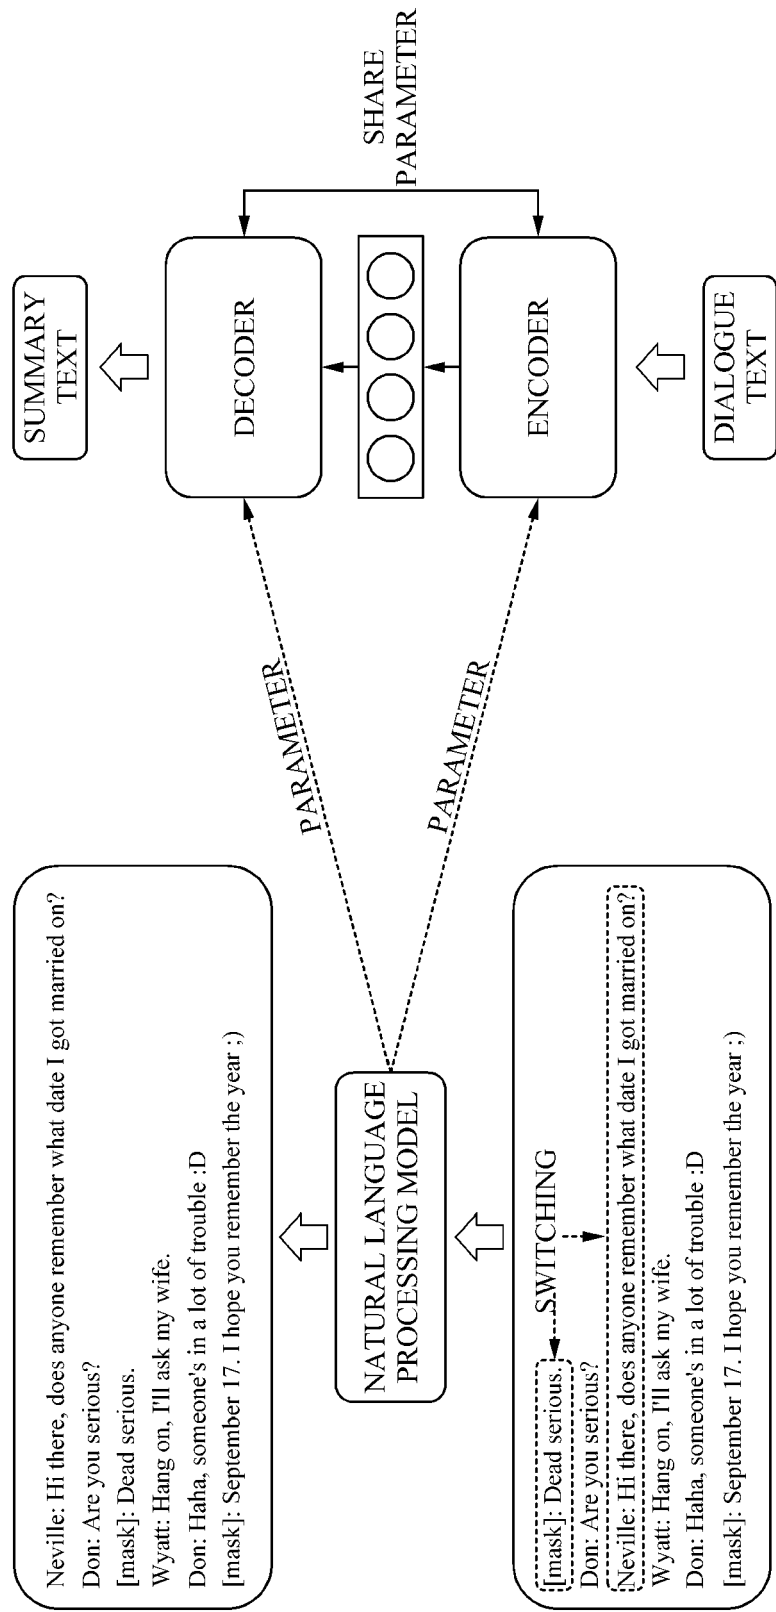 Neville: Hi there, does anyone remember what date I got married on?
Don: Are you serious?
[mask]: Dead serious.
Wyatt: Hang on, I'll ask my wife.
Don: Haha, someone's in a lot of trouble :D
[mask]: September 17. I hope you remember the year ;)
NATURAL LANGUAGE
PROCESSING MODEL
SWITCHING
[mask]: Dead serious.
Don: Are you serious?
Neville: Hi there, does anyone remember what date I got married on?
Wyatt: Hang on, I'll ask my wife.
Don: Haha, someone's in a lot of trouble :D
[mask]: September 17. I hope you remember the year ;)
PARAMETER
PARAMETER
SUMMARY
TEXT
DECODER
ENCODER
DIALOGUE
TEXT
SHARE
PARAMETER